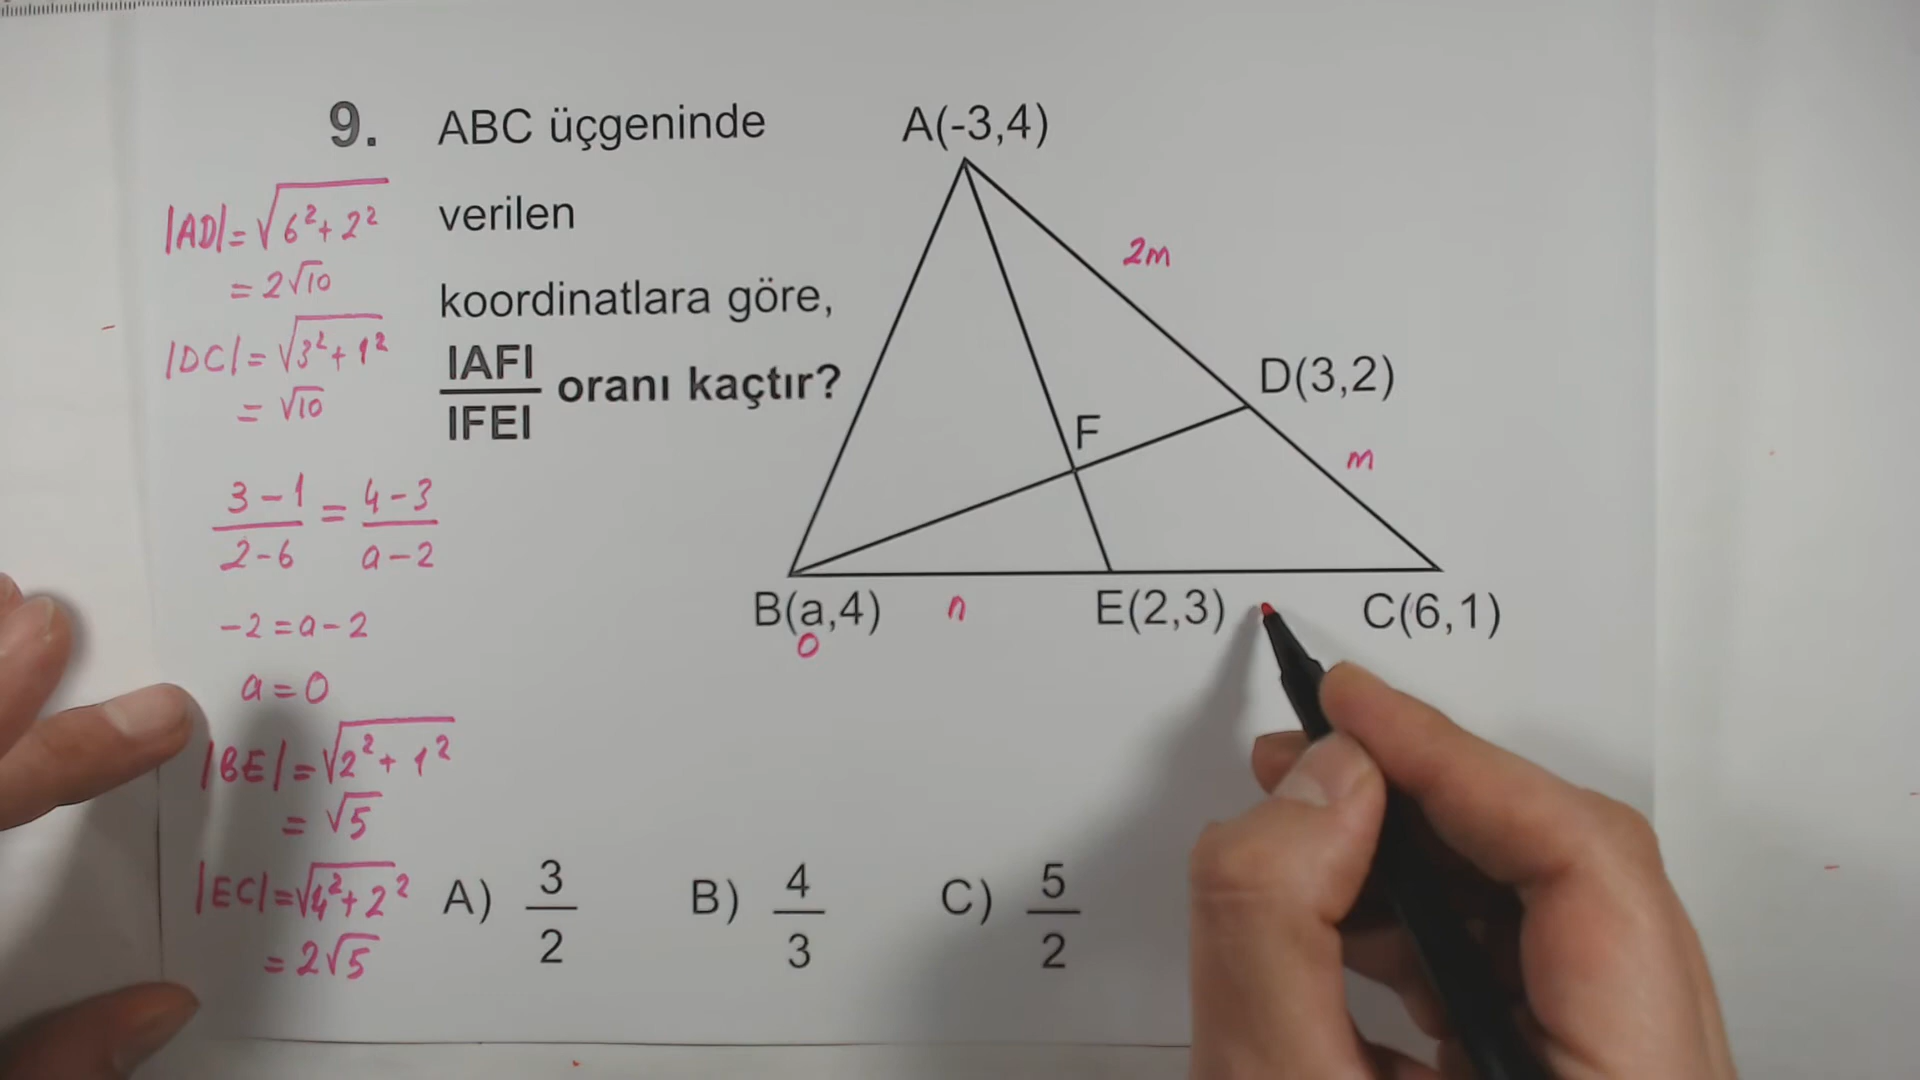 9. ABC üçgeninde
verilen
koordinatlara göre,
IAFI
IFEI
oranı kaçtır?
A(-3,4)
2m
D(3,2)
F
m
B(a,4)
0
n
E(2,3)
C(6,1)
|AD|=√6²+2²
=2√10
|DC|=√3²+1²
=√10
3-1
2-6
=
4-3
a-2
-2=a-2
a=0
|BE|=√2²+1²
=√5
|EC|=√4²+2²
=2√5
A) 3
2
B) 4
3
C) 5
2